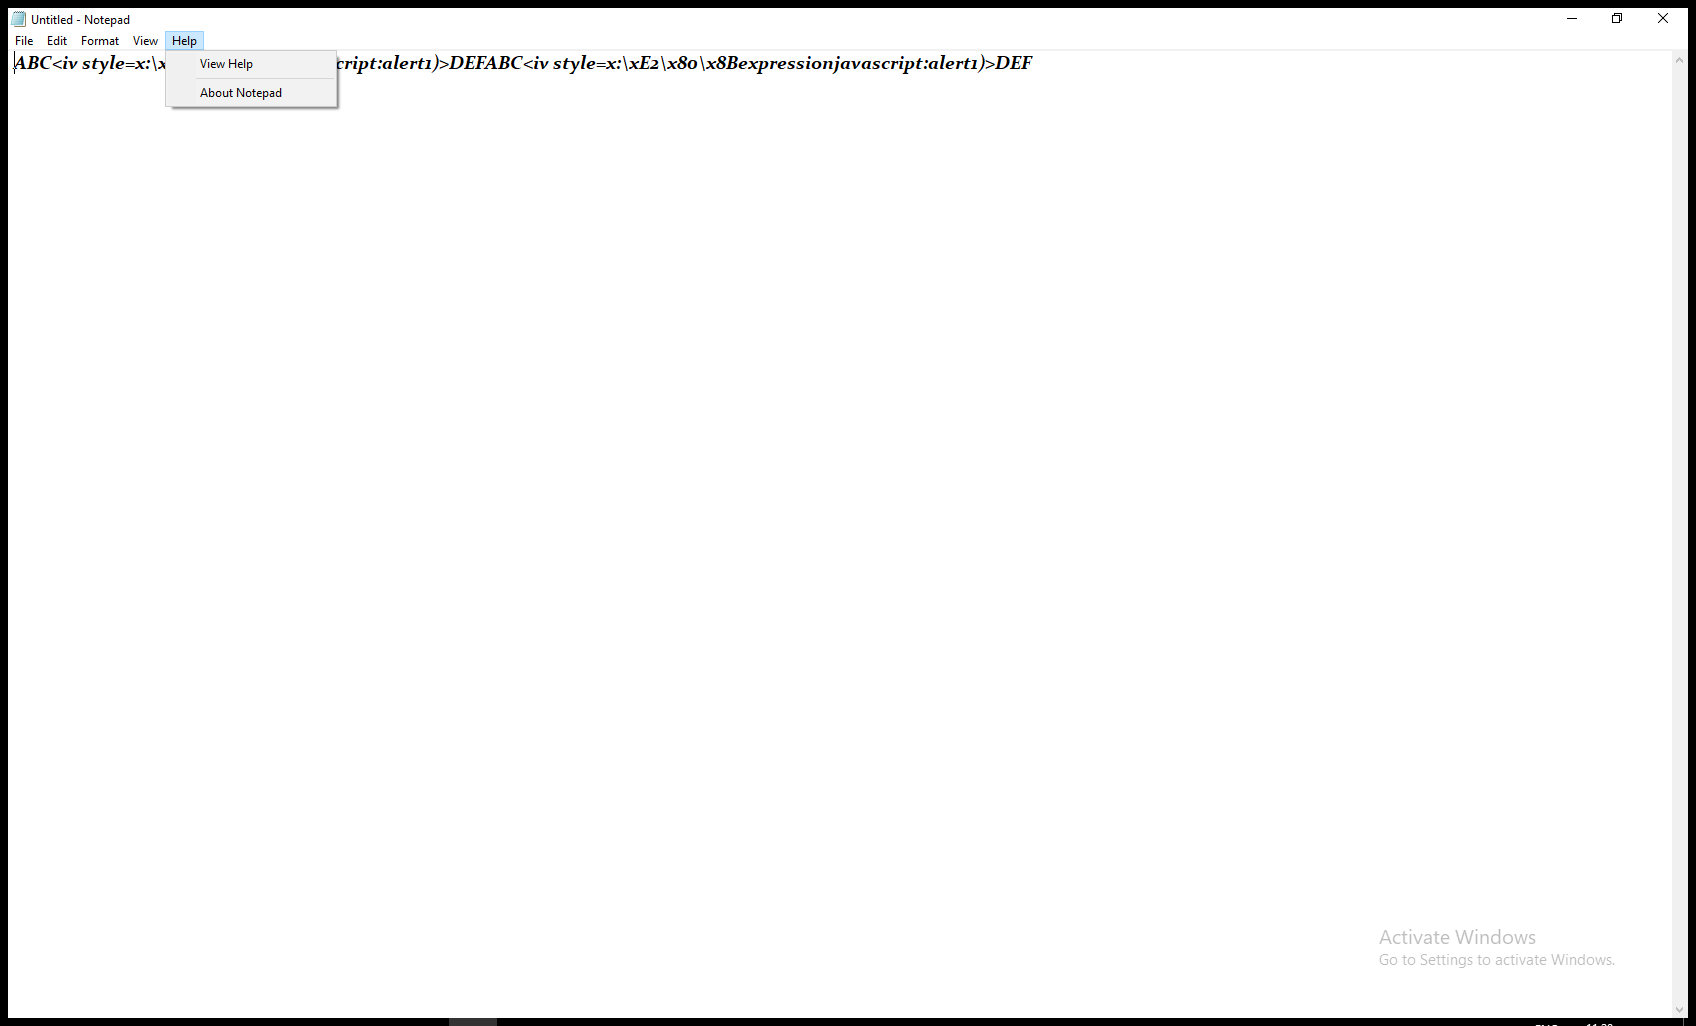 Untitled - Notepad
File Edit Format View Help
ABC<iv style=x:\x cript:alert1)>DEFABC<iv style=x:\xE2\x80\x8Bexpressionjavascript:alert1)>DEF
View Help
About Notepad
Activate Windows
Go to Settings to activate Windows.